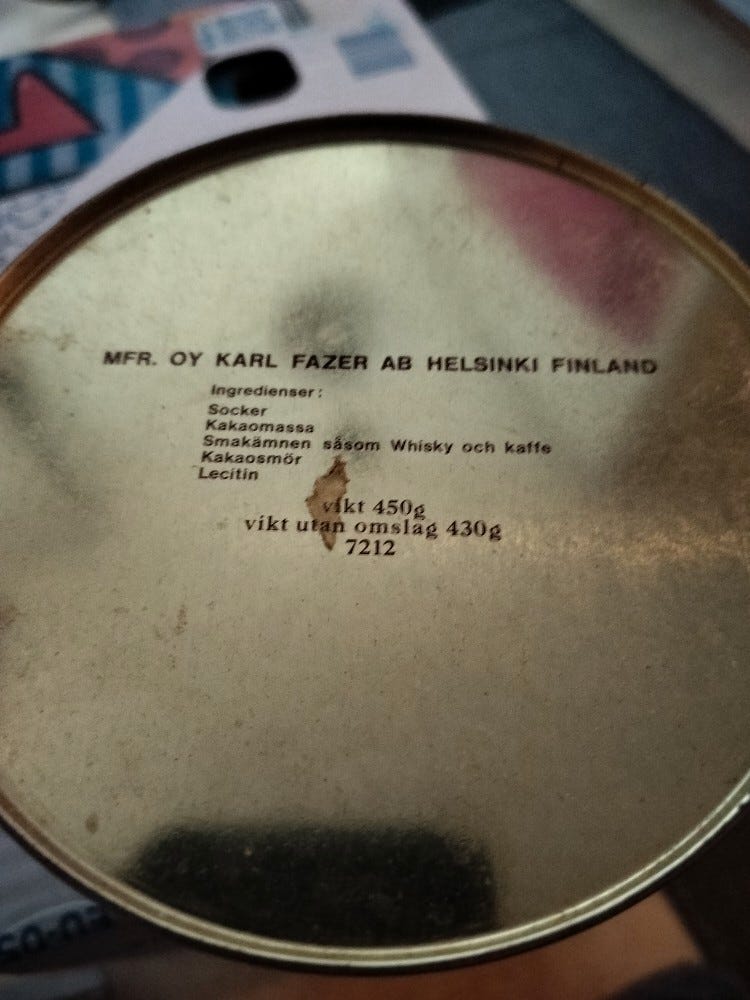 MFR. OY KARL FAZER AB HELSINKI FINLAND
Ingredienser:
Socker
Kakaomassa
Smakämnen såsom Whisky och kaffe
Kakaosmör
Lecitin
vikt 450g
vikt utan omslag 430g
7212